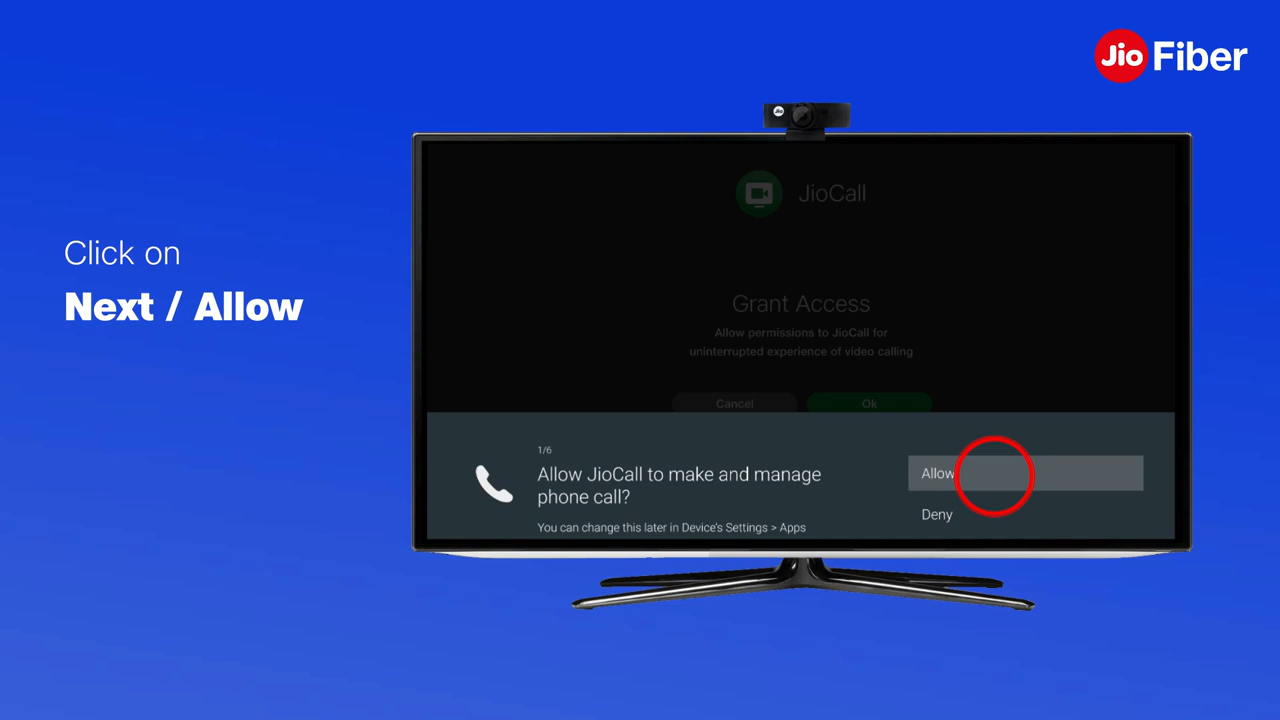 Jio Fiber
Click on
Next / Allow
Jio
JioCall
Grant Access
Allow permissions to JioCall for
uninterrupted experience of video calling
Cancel
Ok
1/6
Allow JioCall to make and manage
phone call?
You can change this later in Device's Settings > Apps
Allow
Deny